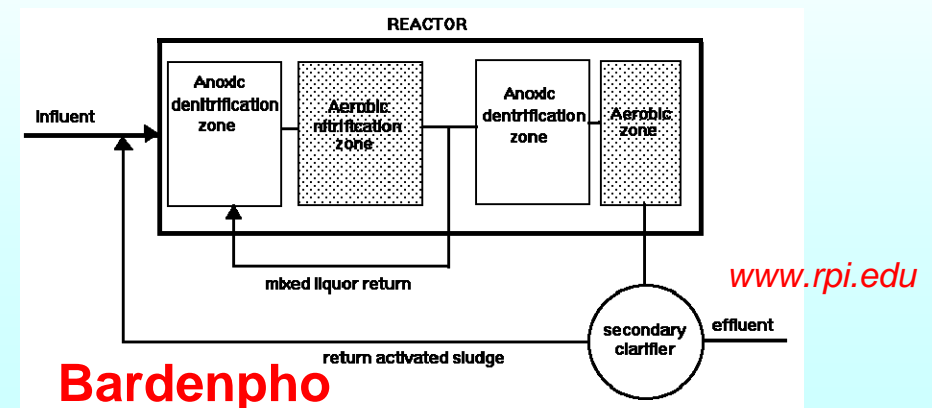 REACTOR
Anoxic
denitrification
zone
Aerobic
nitrification
zone
Anoxic
dentrification
zone
Aerobic
zone
Influent
mixed liquor return
www.rpi.edu
secondary
clarifier
effluent
return activated sludge
Bardenpho